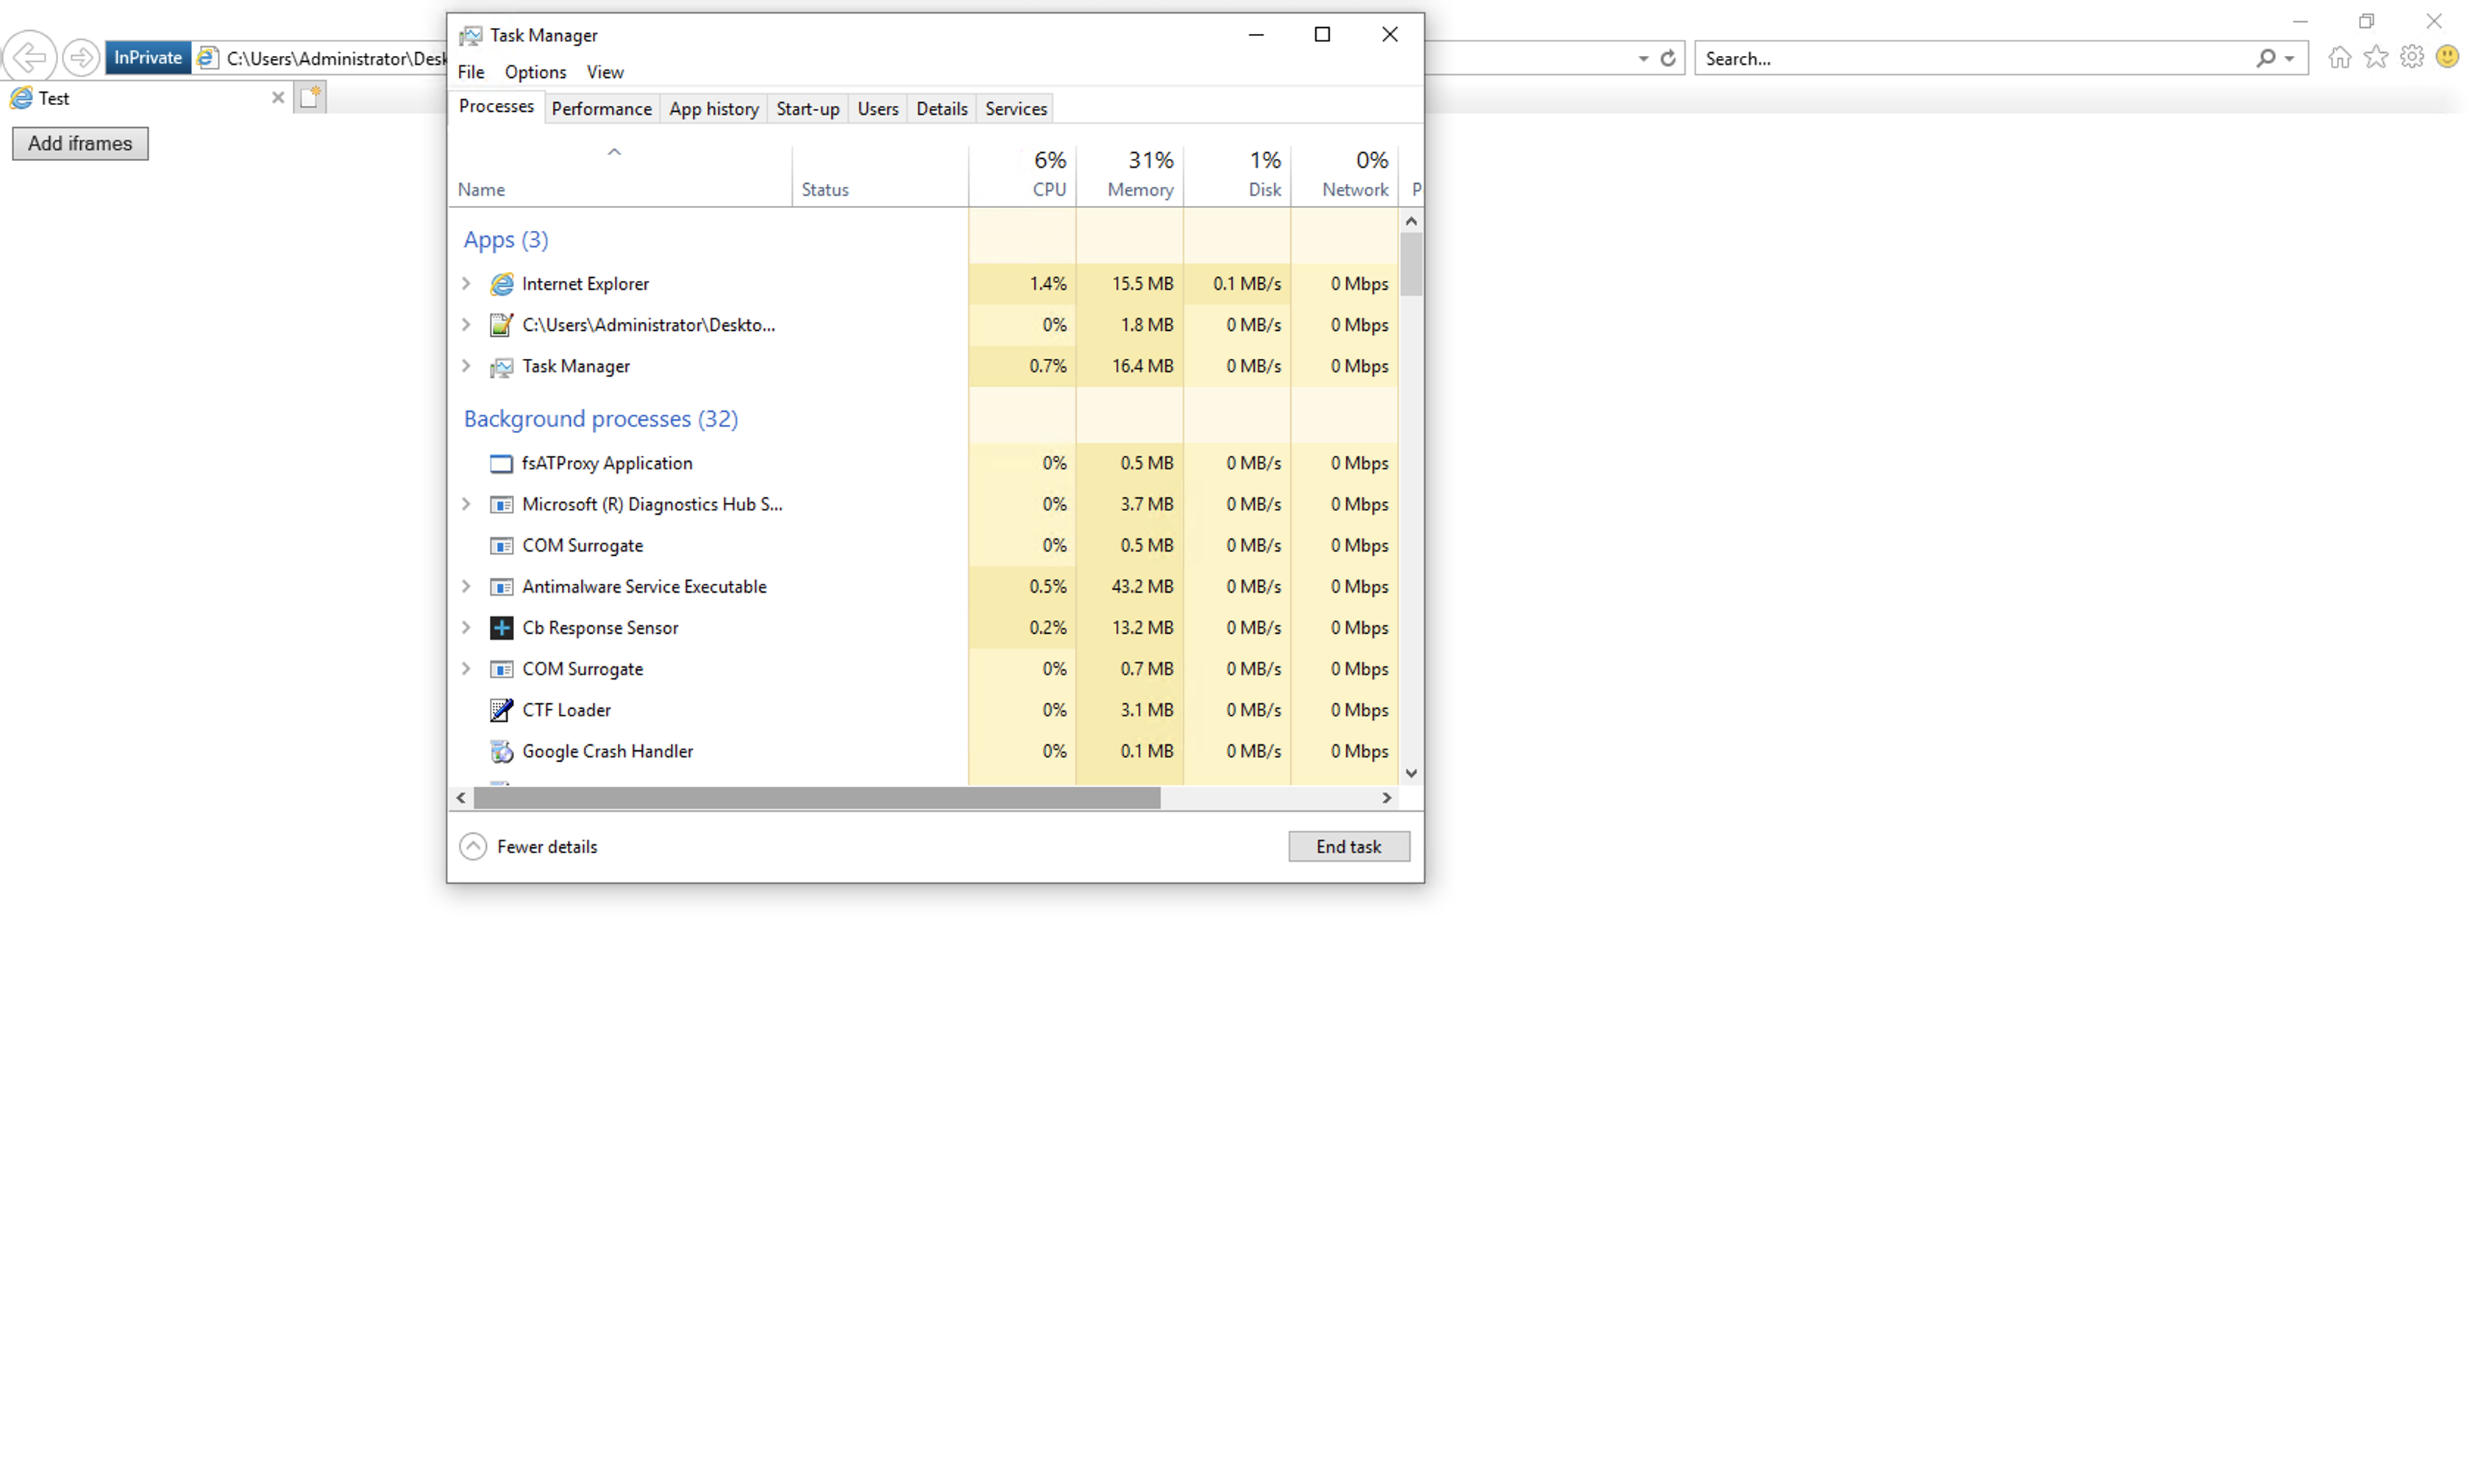 Task Manager
InPrivate C:\Users\Administrator\Desk
Search...
File Options View
Test
Processes Performance App history Start-up Users Details Services
Add iframes
6% 31% 1% 0%
Name Status CPU Memory Disk Network P
Apps (3)
Internet Explorer 1.4% 15.5 MB 0.1 MB/s 0 Mbps
C:\Users\Administrator\Deskto... 0% 1.8 MB 0 MB/s 0 Mbps
Task Manager 0.7% 16.4 MB 0 MB/s 0 Mbps
Background processes (32)
fsATProxy Application 0% 0.5 MB 0 MB/s 0 Mbps
Microsoft (R) Diagnostics Hub S... 0% 3.7 MB 0 MB/s 0 Mbps
COM Surrogate 0% 0.5 MB 0 MB/s 0 Mbps
Antimalware Service Executable 0.5% 43.2 MB 0 MB/s 0 Mbps
Cb Response Sensor 0.2% 13.2 MB 0 MB/s 0 Mbps
COM Surrogate 0% 0.7 MB 0 MB/s 0 Mbps
CTF Loader 0% 3.1 MB 0 MB/s 0 Mbps
Google Crash Handler 0% 0.1 MB 0 MB/s 0 Mbps
Fewer details
End task